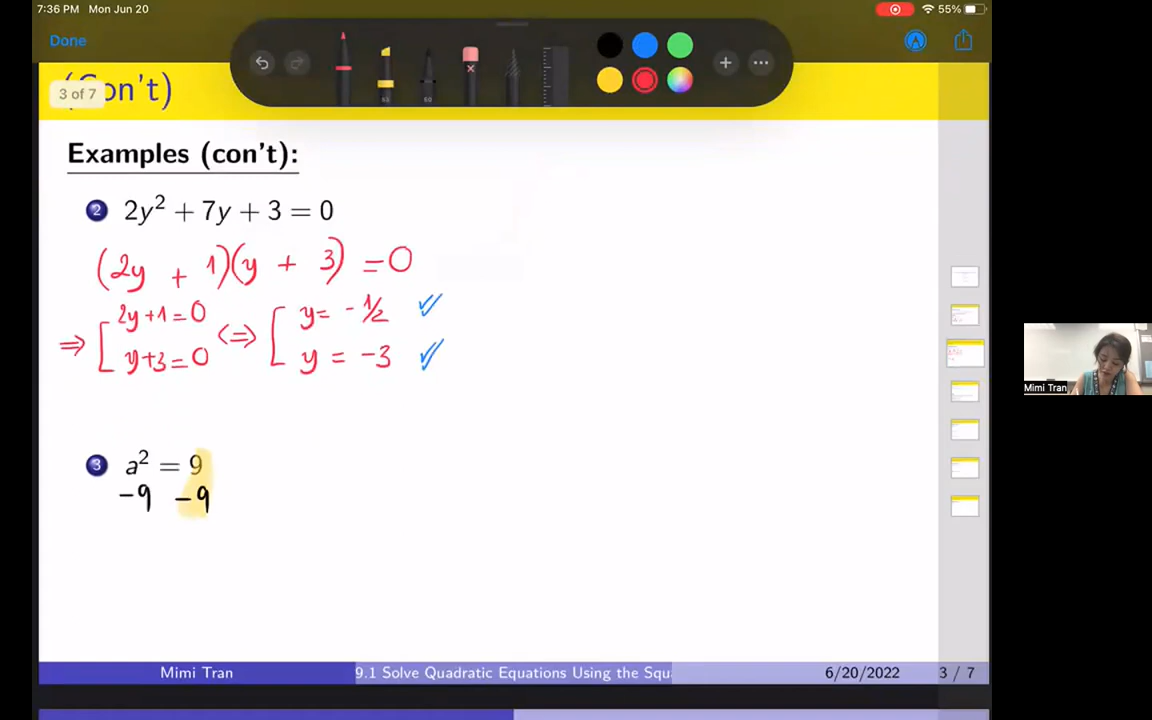 7:36 PM Mon Jun 20
55%
Done
(Con't)
3 of 7
Examples (con't):
2 2y² + 7y + 3 = 0
(2y + 1)(y + 3) = 0
⇒ [ 2y+1=0 ⇔ [ y = -1/2
y+3=0 y = -3
3 a² = 9
-9 -9
Mimi Tran
Mimi Tran 9.1 Solve Quadratic Equations Using the Squa 6/20/2022 3 / 7